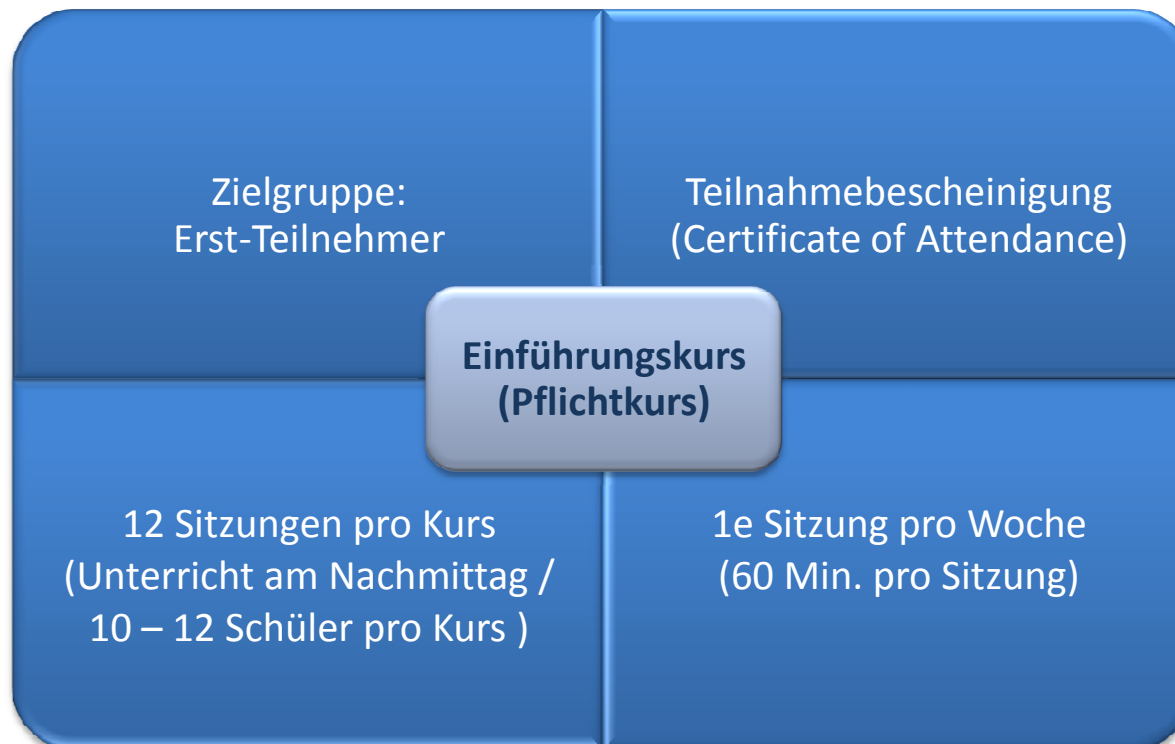 Zielgruppe:
Erst-Teilnehmer
Teilnahmebescheinigung
(Certificate of Attendance)
Einführungskurs
(Pflichtkurs)
12 Sitzungen pro Kurs
(Unterricht am Nachmittag /
10 – 12 Schüler pro Kurs )
1e Sitzung pro Woche
(60 Min. pro Sitzung)